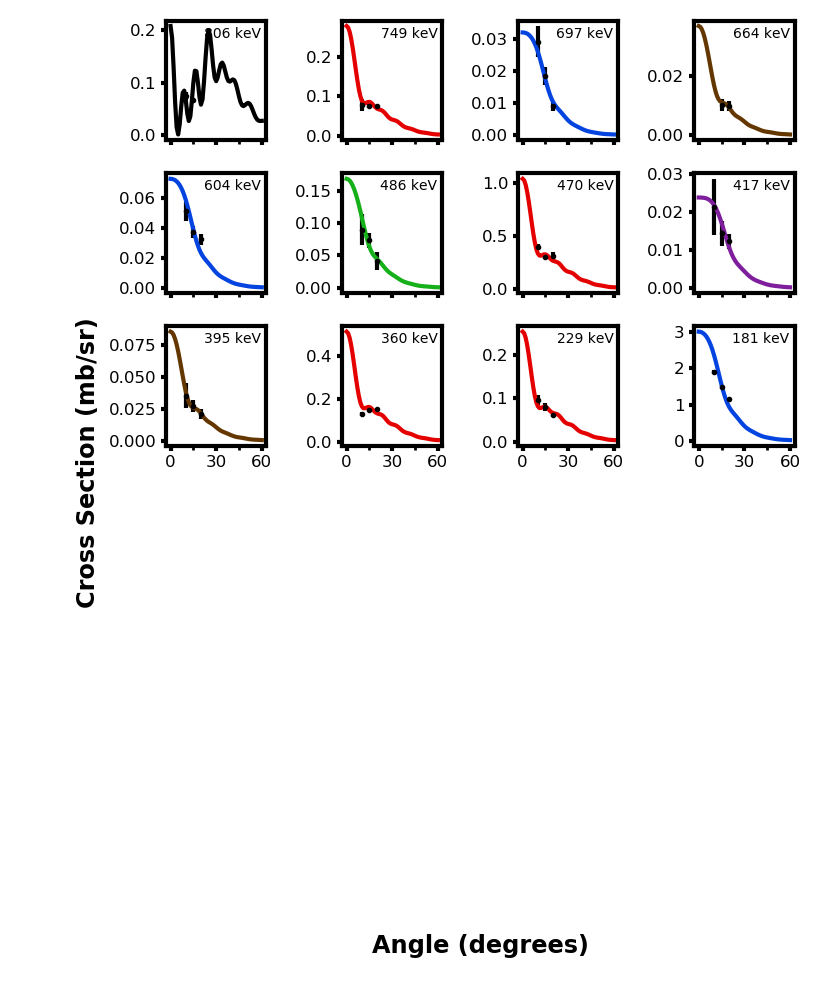 0.2
0.1
0.0
806 keV
0.2
0.1
0.0
749 keV
0.03
0.02
0.01
0.00
697 keV
0.02
0.00
664 keV
0.06
0.04
0.02
0.00
604 keV
0.15
0.10
0.05
0.00
486 keV
1.0
0.5
0.0
470 keV
0.03
0.02
0.01
0.00
417 keV
0.075
0.050
0.025
0.000
395 keV
0 30 60
0.4
0.2
0.0
360 keV
0 30 60
0.2
0.1
0.0
229 keV
0 30 60
3
2
1
0
181 keV
0 30 60
Cross Section (mb/sr)
Angle (degrees)